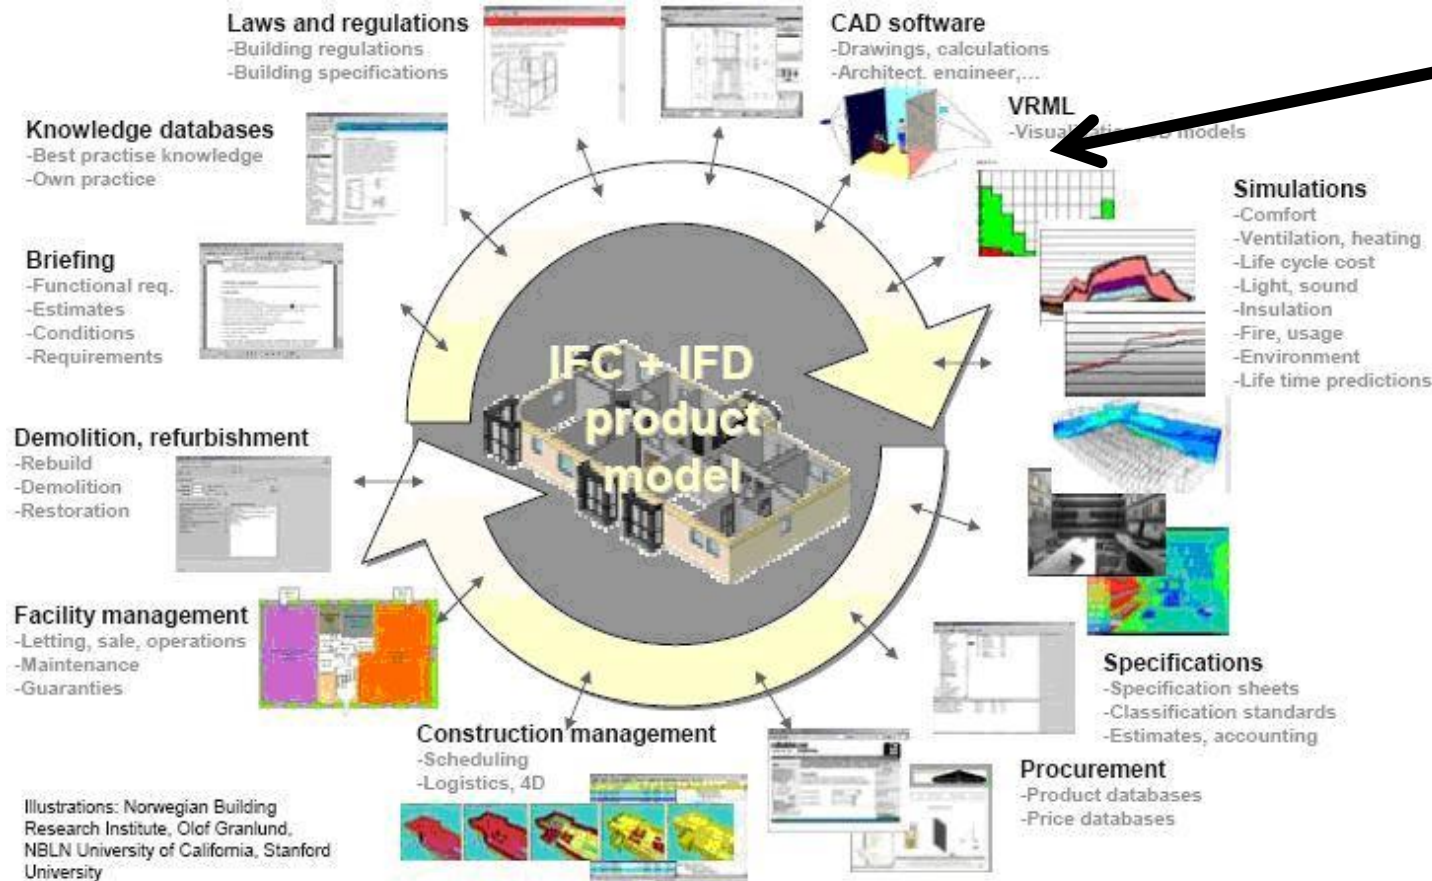 Laws and regulations
-Building regulations
-Building specifications
CAD software
-Drawings, calculations
-Architect, engineer,...
VRML
models
Knowledge databases
-Best practise knowledge
-Own practice
Simulations
-Comfort
-Ventilation, heating
-Life cycle cost
-Light, sound
-Insulation
-Fire, usage
-Environment
-Life time predictions
Briefing
-Functional req.
-Estimates
-Conditions
-Requirements
IFC + IFD
product
model
Demolition, refurbishment
-Rebuild
-Demolition
-Restoration
Facility management
-Letting, sale, operations
-Maintenance
-Guaranties
Specifications
-Specification sheets
-Classification standards
-Estimates, accounting
Construction management
-Scheduling
-Logistics, 4D
Procurement
-Product databases
-Price databases
Illustrations: Norwegian Building
Research Institute, Olof Granlund,
NBLN University of California, Stanford
University